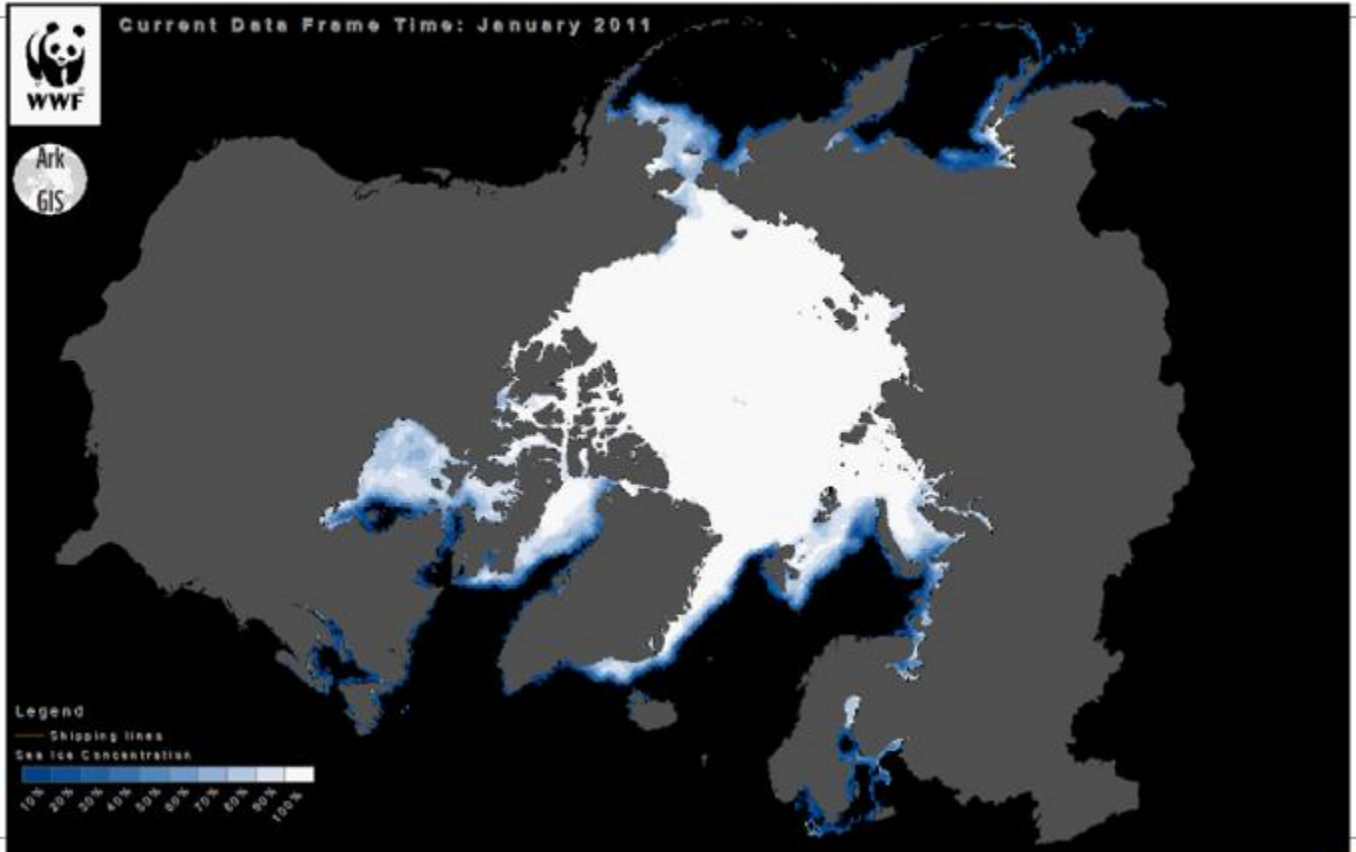 Current Data Frame Time: January 2011
WWF
Ark
GIS
Legend
Shipping lines
Sea Ice Concentration
10% 20% 30% 40% 50% 60% 70% 80% 90% 100%